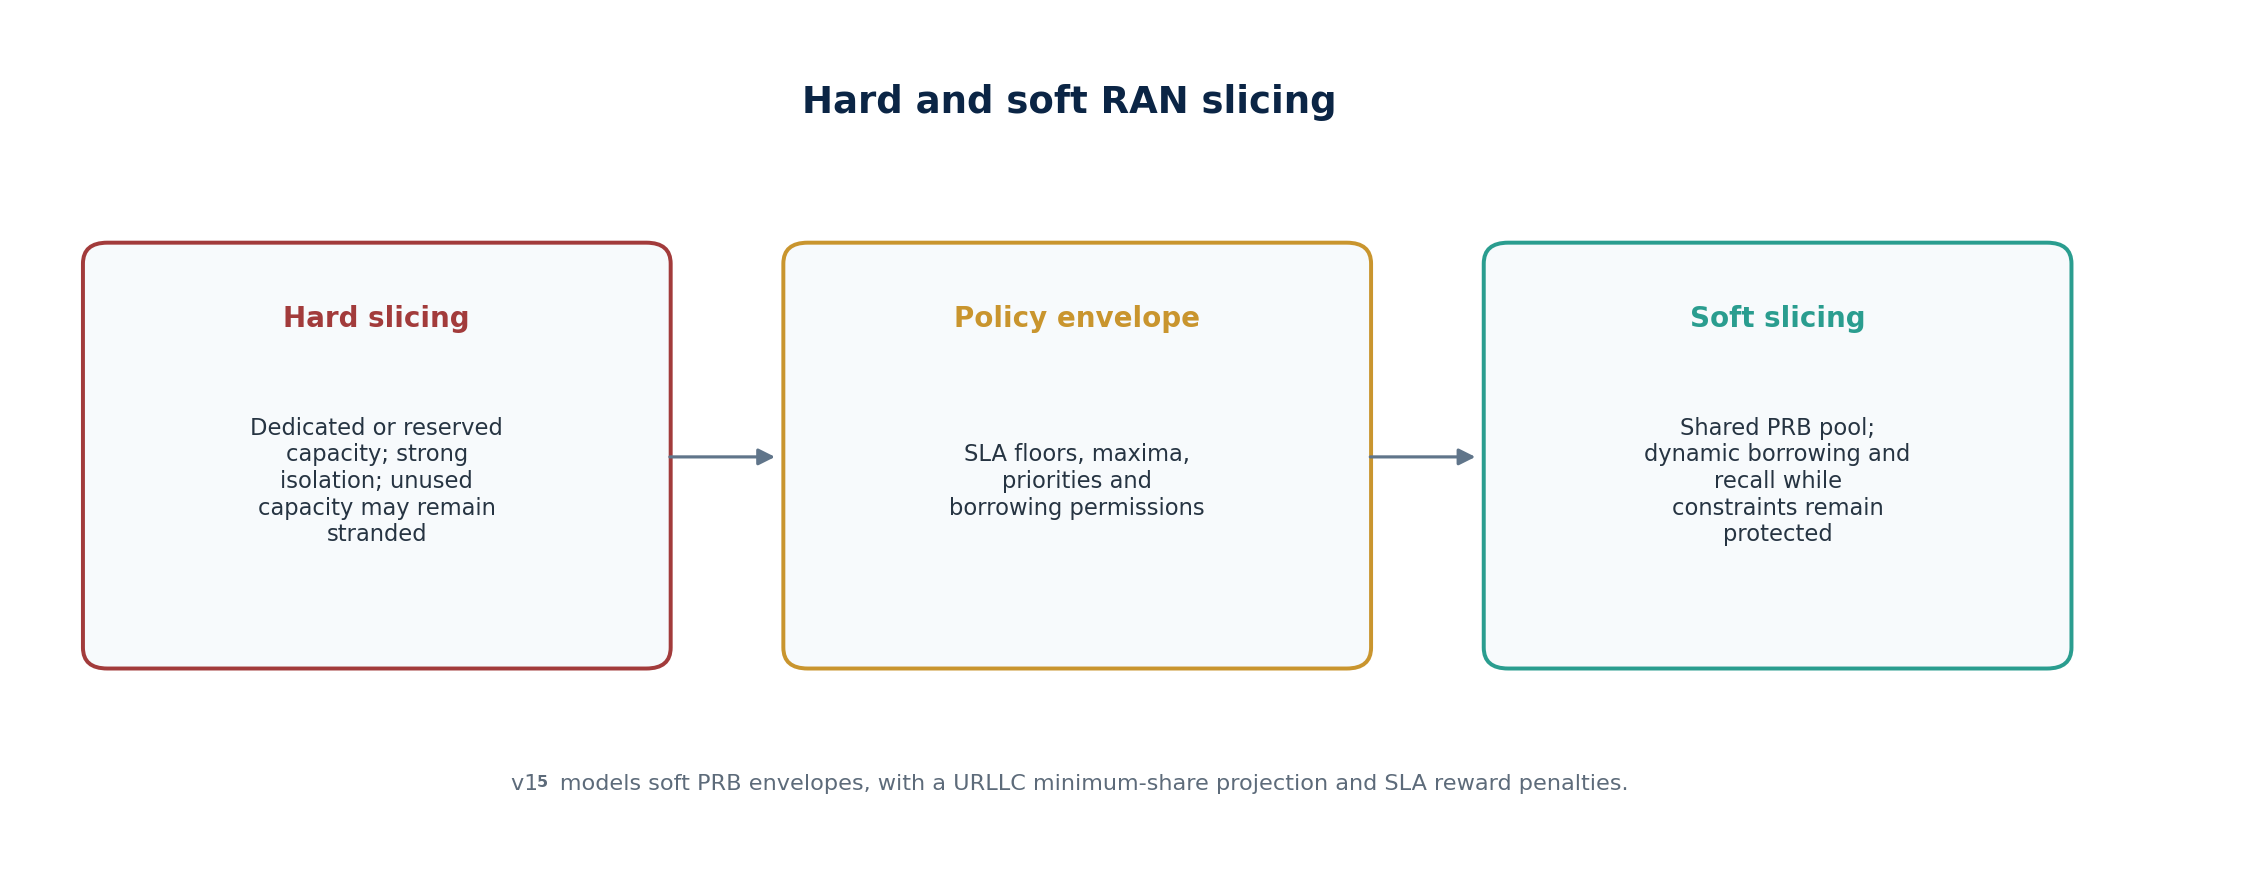 Hard and soft RAN slicing
Hard slicing
Dedicated or reserved
capacity; strong
isolation; unused
capacity may remain
stranded
Policy envelope
SLA floors, maxima,
priorities and
borrowing permissions
Soft slicing
Shared PRB pool;
dynamic borrowing and
recall while
constraints remain
protected
v15 models soft PRB envelopes, with a URLLC minimum-share projection and SLA reward penalties.